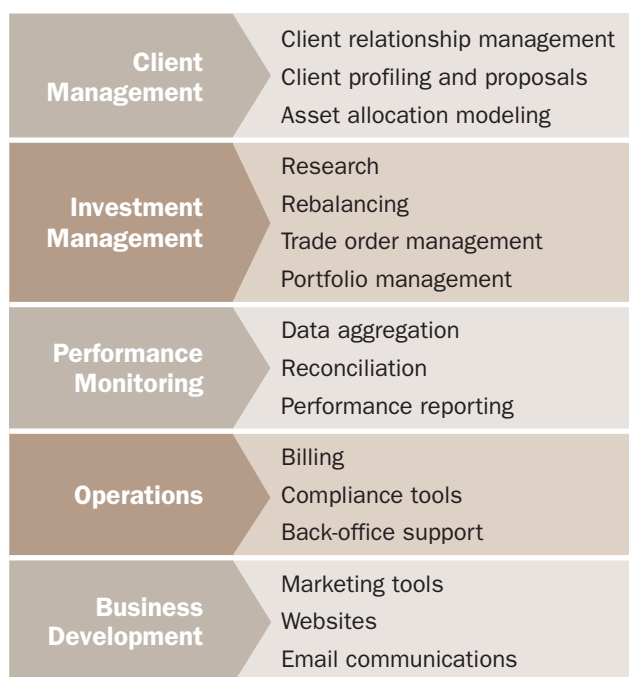 Client
Management
Client relationship management
Client profiling and proposals
Asset allocation modeling
Investment
Management
Research
Rebalancing
Trade order management
Portfolio management
Performance
Monitoring
Data aggregation
Reconciliation
Performance reporting
Operations
Billing
Compliance tools
Back-office support
Business
Development
Marketing tools
Websites
Email communications